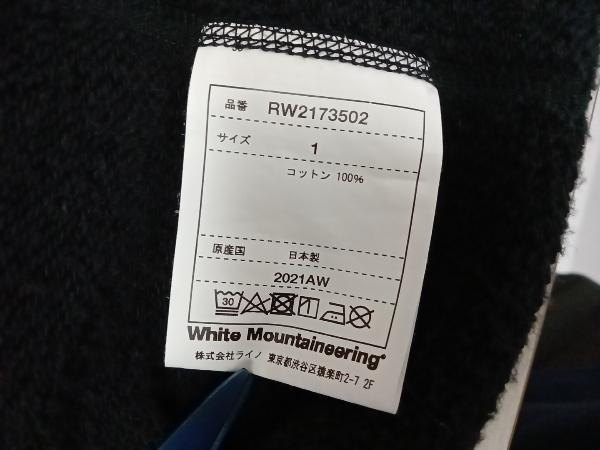 品番 RW2173502
サイズ 1
コットン 100%
原産国 日本製
2021AW
30
White Mountaineering®
株式会社ライノ 東京都渋谷区猿楽町2-7 2F